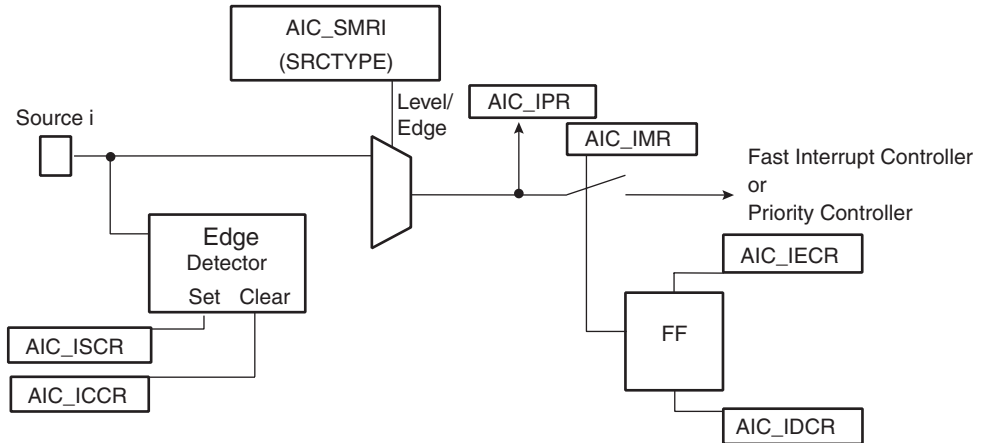 AIC_SMRI
(SRCTYPE)
Level/
Edge
AIC_IPR
Source i
AIC_IMR
Fast Interrupt Controller
or
Priority Controller
Edge
Detector
Set Clear
AIC_IECR
FF
AIC_ISCR
AIC_ICCR
AIC_IDCR